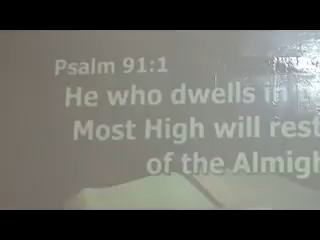 Psalm 91:1
He who dwells in
Most High will rest
of the Almigh